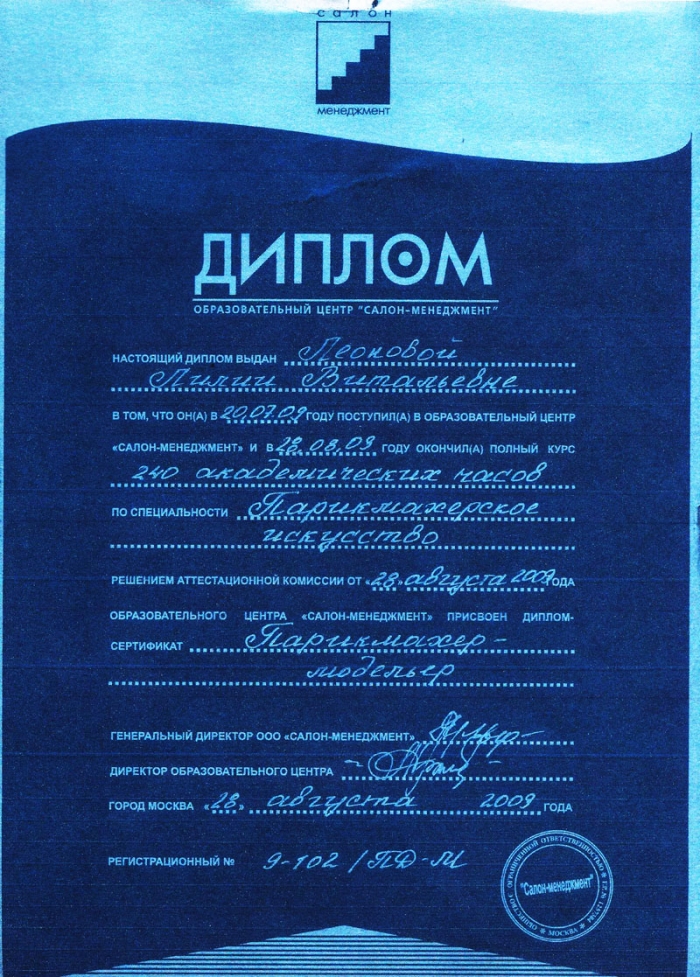 салон
менеджмент
ДИПЛОМ
ОБРАЗОВАТЕЛЬНЫЙ ЦЕНТР "САЛОН-МЕНЕДЖМЕНТ"
НАСТОЯЩИЙ ДИПЛОМ ВЫДАН Леоновой
Лилии Витальевне
В ТОМ, ЧТО ОН(А) В 20.07.09 ГОДУ ПОСТУПИЛ(А) В ОБРАЗОВАТЕЛЬНЫЙ ЦЕНТР
«САЛОН-МЕНЕДЖМЕНТ» И В 28.08.09 ГОДУ ОКОНЧИЛ(А) ПОЛНЫЙ КУРС
240 академических часов
ПО СПЕЦИАЛЬНОСТИ Парикмахерское
искусство
РЕШЕНИЕМ АТТЕСТАЦИОННОЙ КОМИССИИ ОТ «28» августа 2009 ГОДА
ОБРАЗОВАТЕЛЬНОГО ЦЕНТРА «САЛОН-МЕНЕДЖМЕНТ» ПРИСВОЕН ДИПЛОМ-
СЕРТИФИКАТ Парикмахер-
модельер
ГЕНЕРАЛЬНЫЙ ДИРЕКТОР ООО «САЛОН-МЕНЕДЖМЕНТ»
ДИРЕКТОР ОБРАЗОВАТЕЛЬНОГО ЦЕНТРА
ГОРОД МОСКВА «28» августа 2009 ГОДА
РЕГИСТРАЦИОННЫЙ № 9-102 / ПД-М
ОБЩЕСТВО С ОГРАНИЧЕННОЙ ОТВЕТСТВЕННОСТЬЮ
"Салон-менеджмент"
МОСКВА